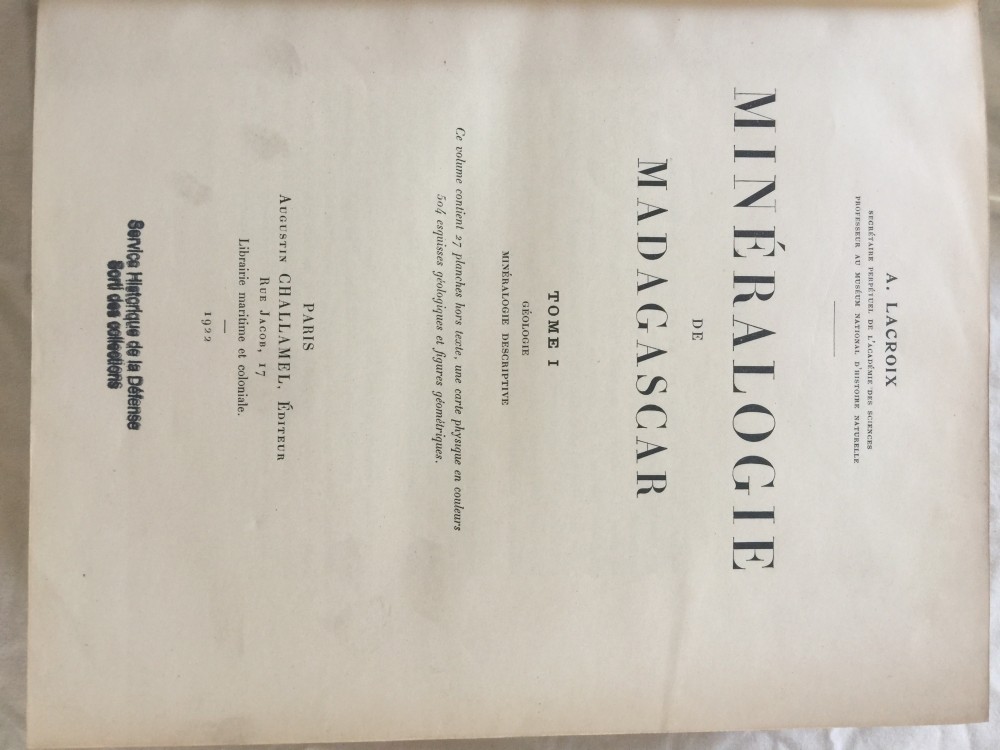 A. LACROIX
SECRÉTAIRE PERPÉTUEL DE L'ACADÉMIE DES SCIENCES
PROFESSEUR AU MUSÉUM NATIONAL D'HISTOIRE NATURELLE
MINÉRALOGIE
DE
MADAGASCAR
TOME I
GÉOLOGIE
MINÉRALOGIE DESCRIPTIVE
Ce volume contient 27 planches hors texte, une carte physique en couleurs
504 esquisses géologiques et figures géométriques.
PARIS
AUGUSTIN CHALLAMEL, ÉDITEUR
RUE JACOB, 17
Librairie maritime et coloniale.
1922
Service Historique de la Défense
Sorti des collections